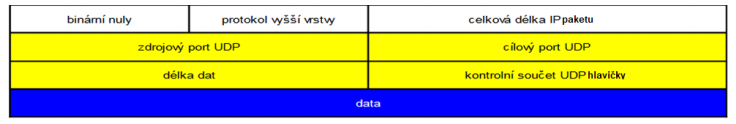 binární nuly protokol vyšší vrstvy celková délka IP paketu
zdrojový port UDP cílový port UDP
délka dat kontrolní součet UDP hlavičky
data